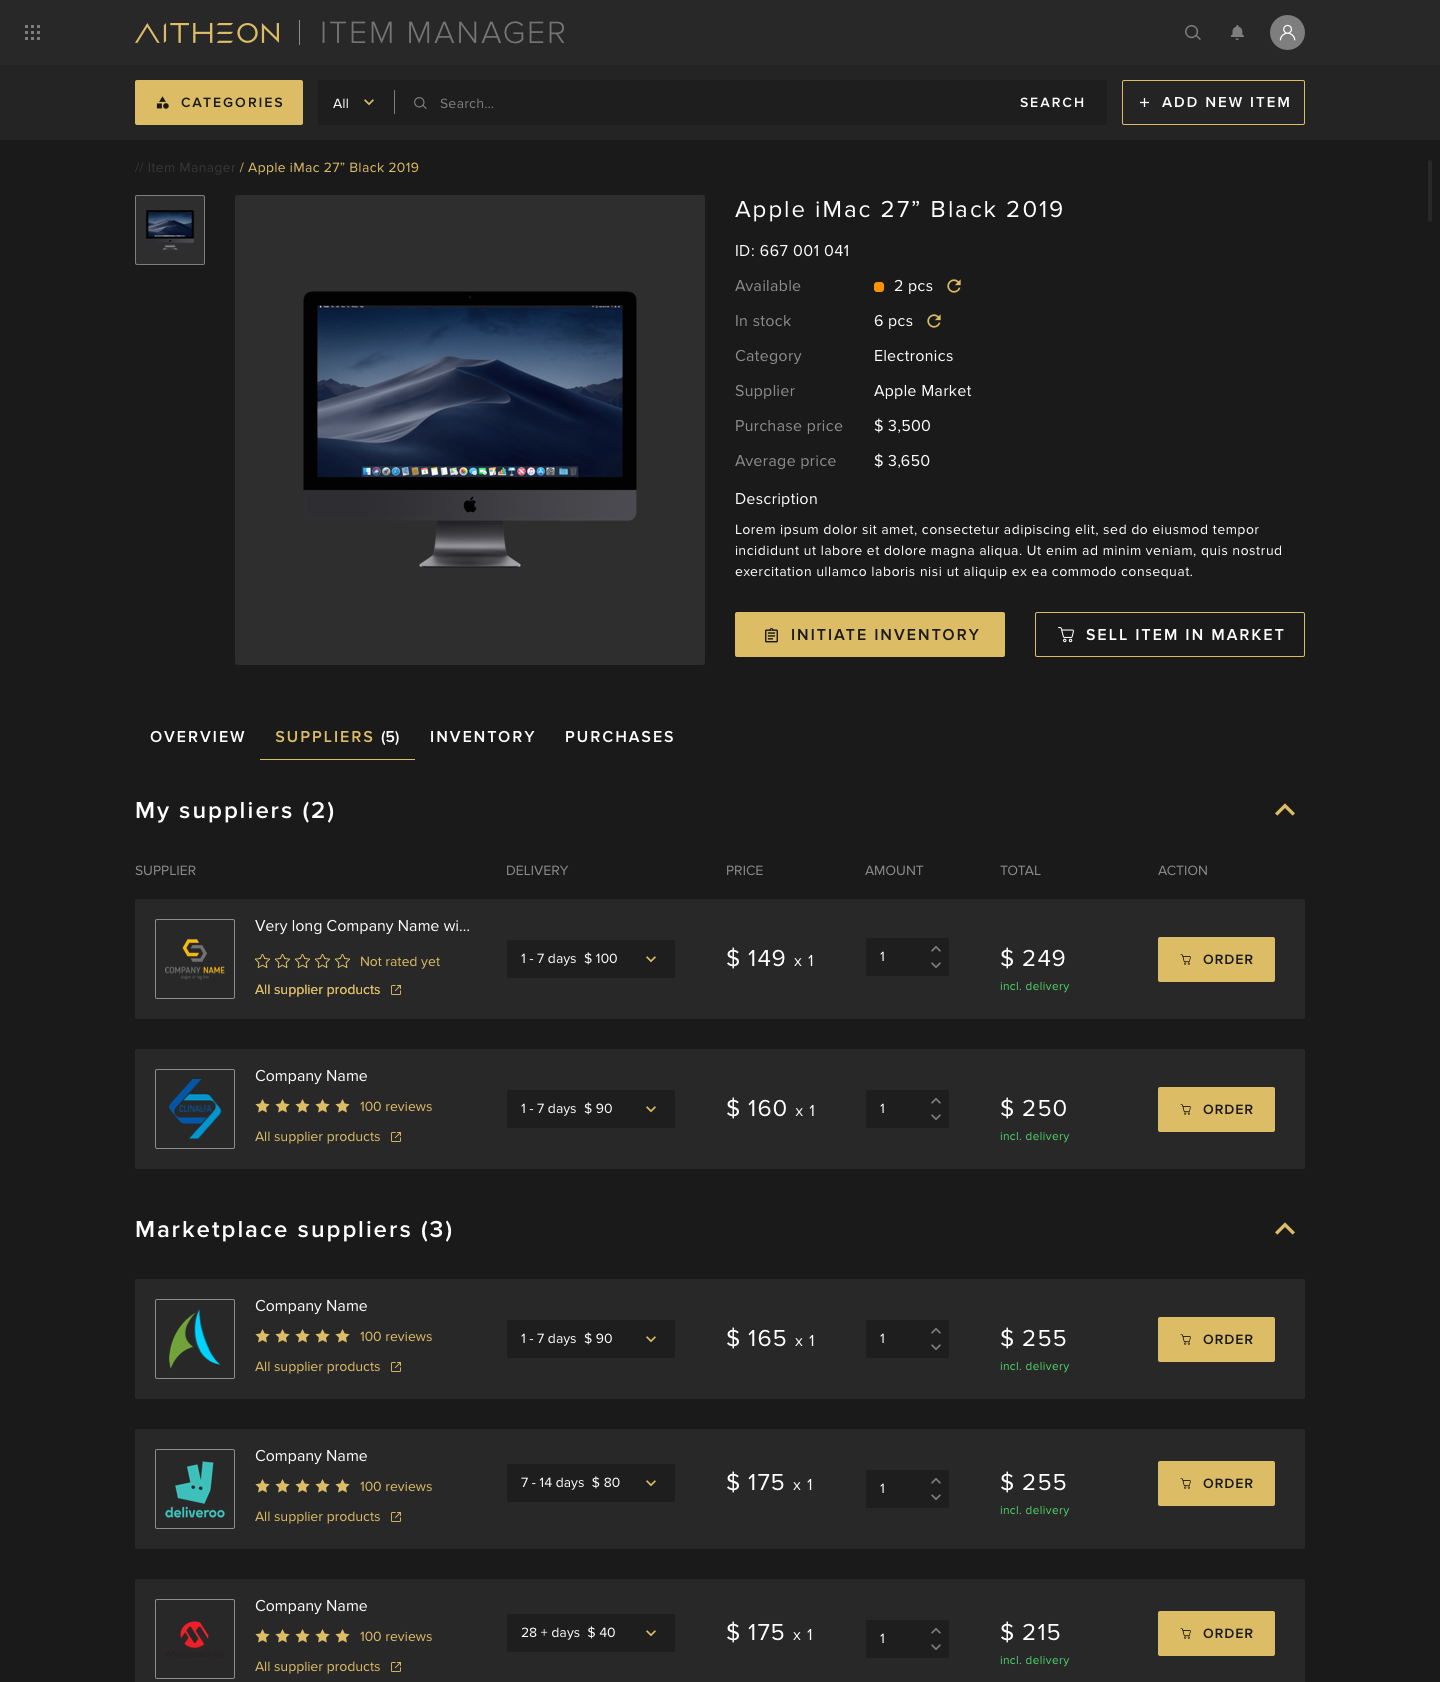 AITHEON | ITEM MANAGER
CATEGORIES
All
Search...
SEARCH
+ ADD NEW ITEM
// Item Manager / Apple iMac 27” Black 2019
Apple iMac 27” Black 2019
ID: 667 001 041
Available 2 pcs
In stock 6 pcs
Category Electronics
Supplier Apple Market
Purchase price $ 3,500
Average price $ 3,650
Description
Lorem ipsum dolor sit amet, consectetur adipiscing elit, sed do eiusmod tempor
incididunt ut labore et dolore magna aliqua. Ut enim ad minim veniam, quis nostrud
exercitation ullamco laboris nisi ut aliquip ex ea commodo consequat.
INITIATE INVENTORY
SELL ITEM IN MARKET
OVERVIEW SUPPLIERS (5) INVENTORY PURCHASES
My suppliers (2)
SUPPLIER DELIVERY PRICE AMOUNT TOTAL ACTION
COMPANY NAME
Very long Company Name wi...
Not rated yet
All supplier products
1 - 7 days $ 100
$ 149 x 1
1
$ 249
incl. delivery
ORDER
CLINALFA
Company Name
100 reviews
All supplier products
1 - 7 days $ 90
$ 160 x 1
1
$ 250
incl. delivery
ORDER
Marketplace suppliers (3)
Company Name
100 reviews
All supplier products
1 - 7 days $ 90
$ 165 x 1
1
$ 255
incl. delivery
ORDER
deliveroo
Company Name
100 reviews
All supplier products
7 - 14 days $ 80
$ 175 x 1
1
$ 255
incl. delivery
ORDER
Company Name
100 reviews
All supplier products
28 + days $ 40
$ 175 x 1
1
$ 215
incl. delivery
ORDER